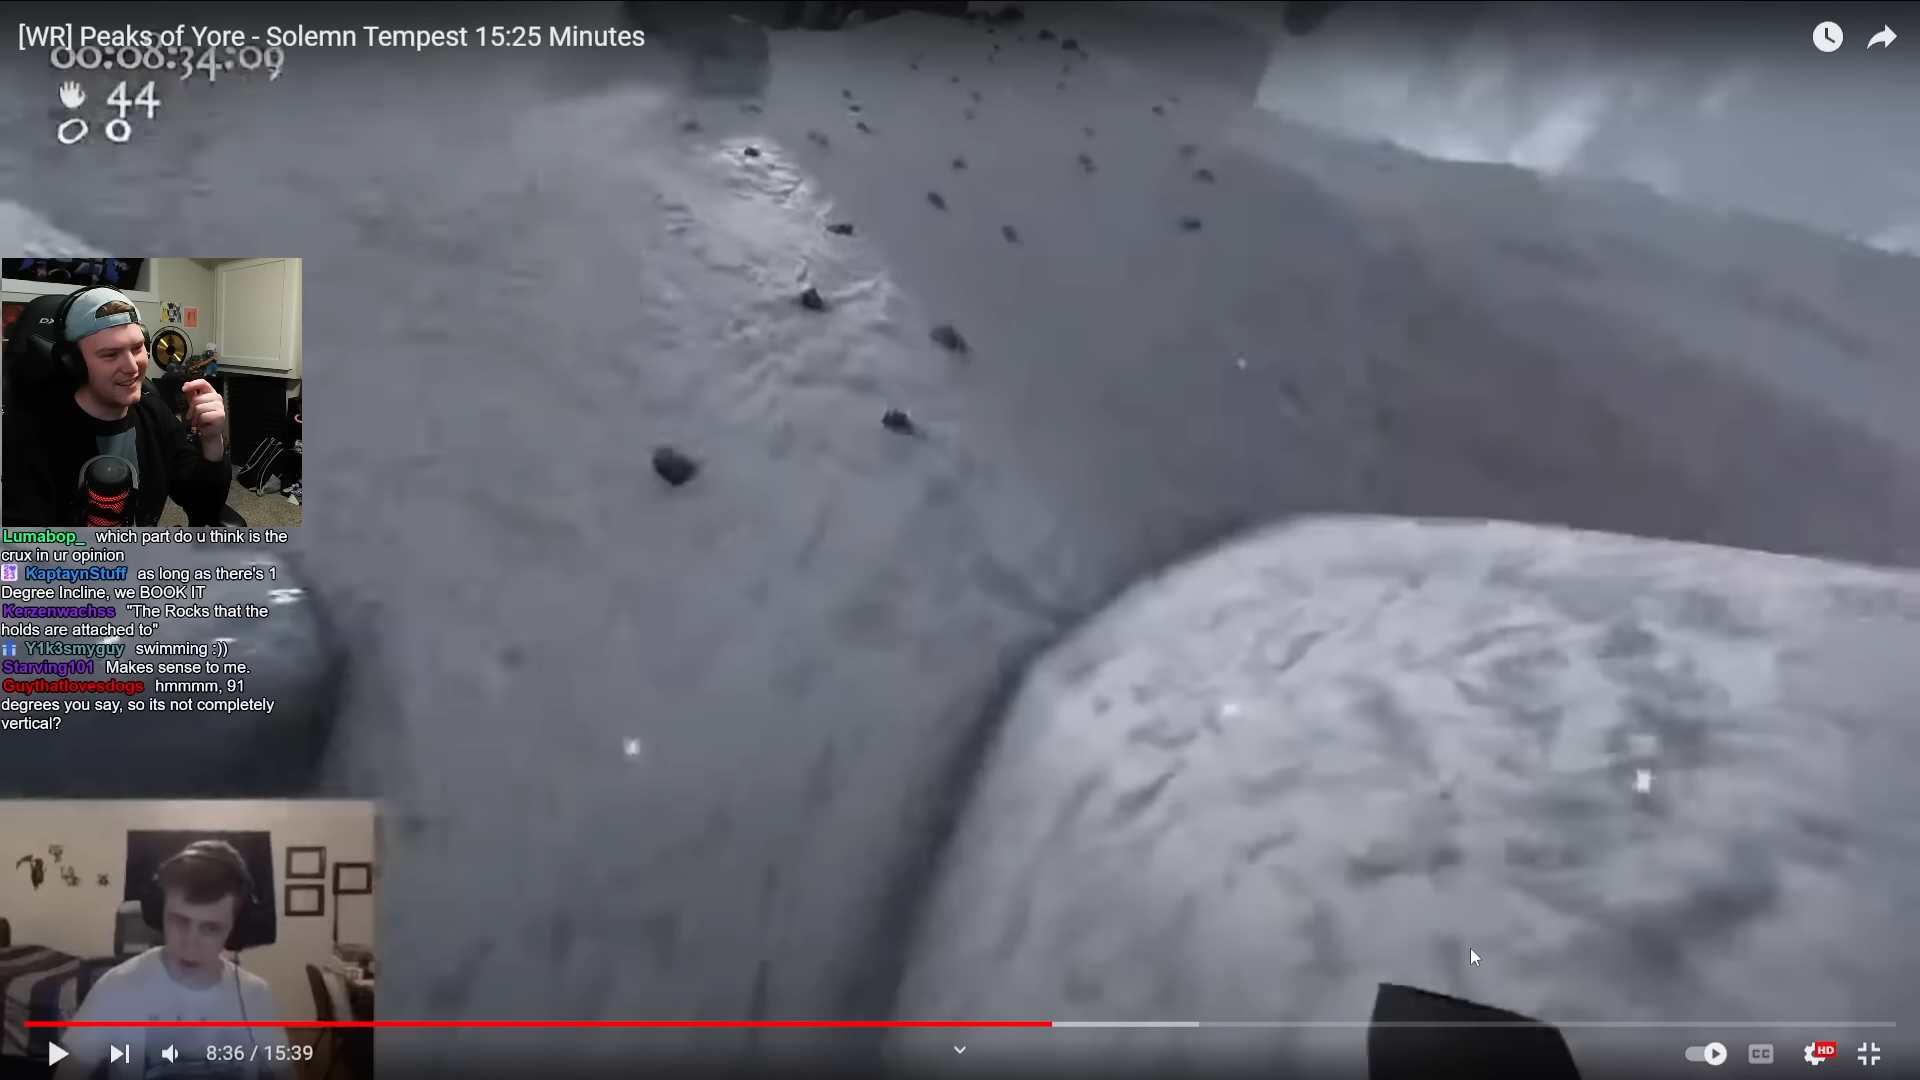 [WR] Peaks of Yore - Solemn Tempest 15:25 Minutes
00:08:34:09
44
0
Lumabop_ which part do u think is the
crux in ur opinion
KaptaynStuff as long as there's 1
Degree Incline, we BOOK IT
Kerzenwachss "The Rocks that the
holds are attached to"
Y1k3smyguy swimming :))
Starving101 Makes sense to me.
Guythatlovesdogs hmmmm, 91
degrees you say, so its not completely
vertical?
8:36 / 15:39
CC
HD